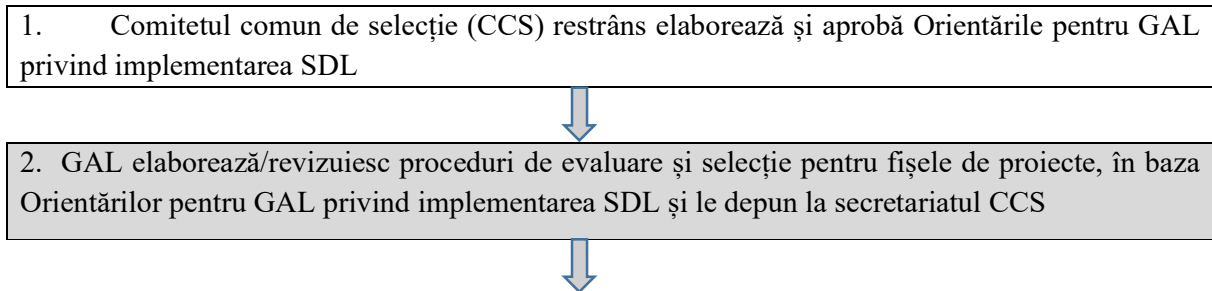 1. Comitetul comun de selecție (CCS) restrâns elaborează și aprobă Orientările pentru GAL
privind implementarea SDL
2. GAL elaborează/revizuiesc proceduri de evaluare și selecție pentru fișele de proiecte, în baza
Orientărilor pentru GAL privind implementarea SDL și le depun la secretariatul CCS